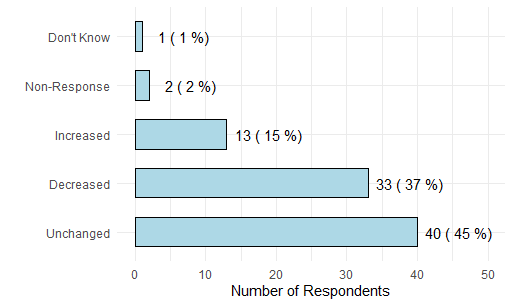 Don't Know 1 ( 1 %)
Non-Response 2 ( 2 %)
Increased 13 ( 15 %)
Decreased 33 ( 37 %)
Unchanged 40 ( 45 %)
0 10 20 30 40 50
Number of Respondents